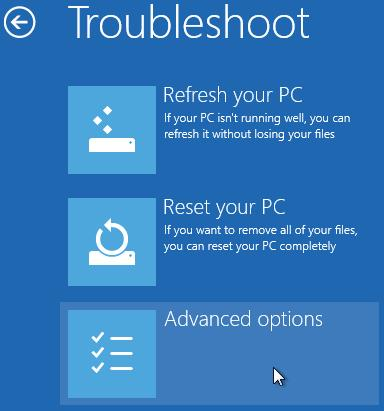 Troubleshoot
Refresh your PC
If your PC isn't running well, you can
refresh it without losing your files
Reset your PC
If you want to remove all of your files,
you can reset your PC completely
Advanced options